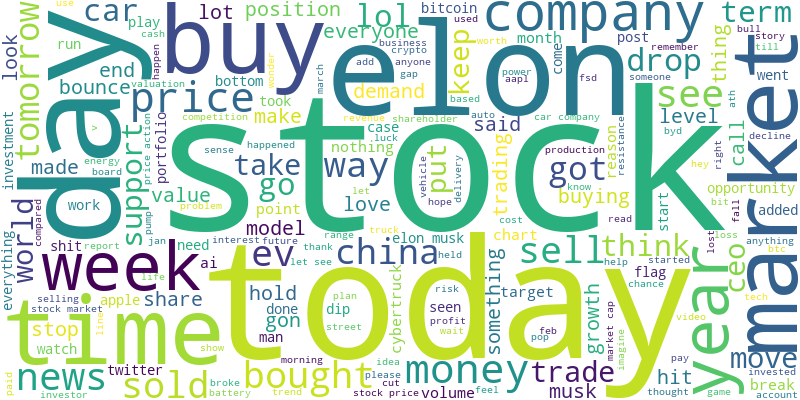 stock
today
elon
buy
day
market
time
week
company
year
price
money
ev
china
sell
sold
bought
news
car
lol
way
take
got
go
see
drop
term
think
keep
put
support
world
tomorrow
trade
musk
move
ceo
hit
level
said
position
everyone
bounce
end
lot
play
run
look
bitcoin
month
post
come
went
thing
call
business
crypto
anyone
gap
used
worth
remember
bull
story
till
use
paid
cash
happen
valuation
bottom
took
make
demand
add
march
wonder
power
fsd
aapl
someone
based
nothing
case
luck
revenue
shareholder
auto
car company
byd
reason
resistance
ath
decline
hey
right
investment
made
work
value
portfolio
price action
competition
sense
happened
point
love
let
model
need
energy
board
>
compared
everything
shit
report
pump
jan
problem
interest
future
thank
range
truck
let see
held
hope
vehicle
delivery
trading
buying
know
cost
chart
read
production
start
opportunity
bit
fall
added
anything
btc
lost
loss
started
help
flag
chance
something
growth
target
seen
risk
profit
wait
plan
street
dip
hold
done
gon
man
ai
share
apple
selling
stock market
life
stop
watch
line
twitter
show
morning
investor
broke
battery
trend
idea
please
cut
stock price
volume
feel
feb
pop
cybertruck
elon musk
market cap
imagine
pay
thought
video
tech
invested
break
account
game